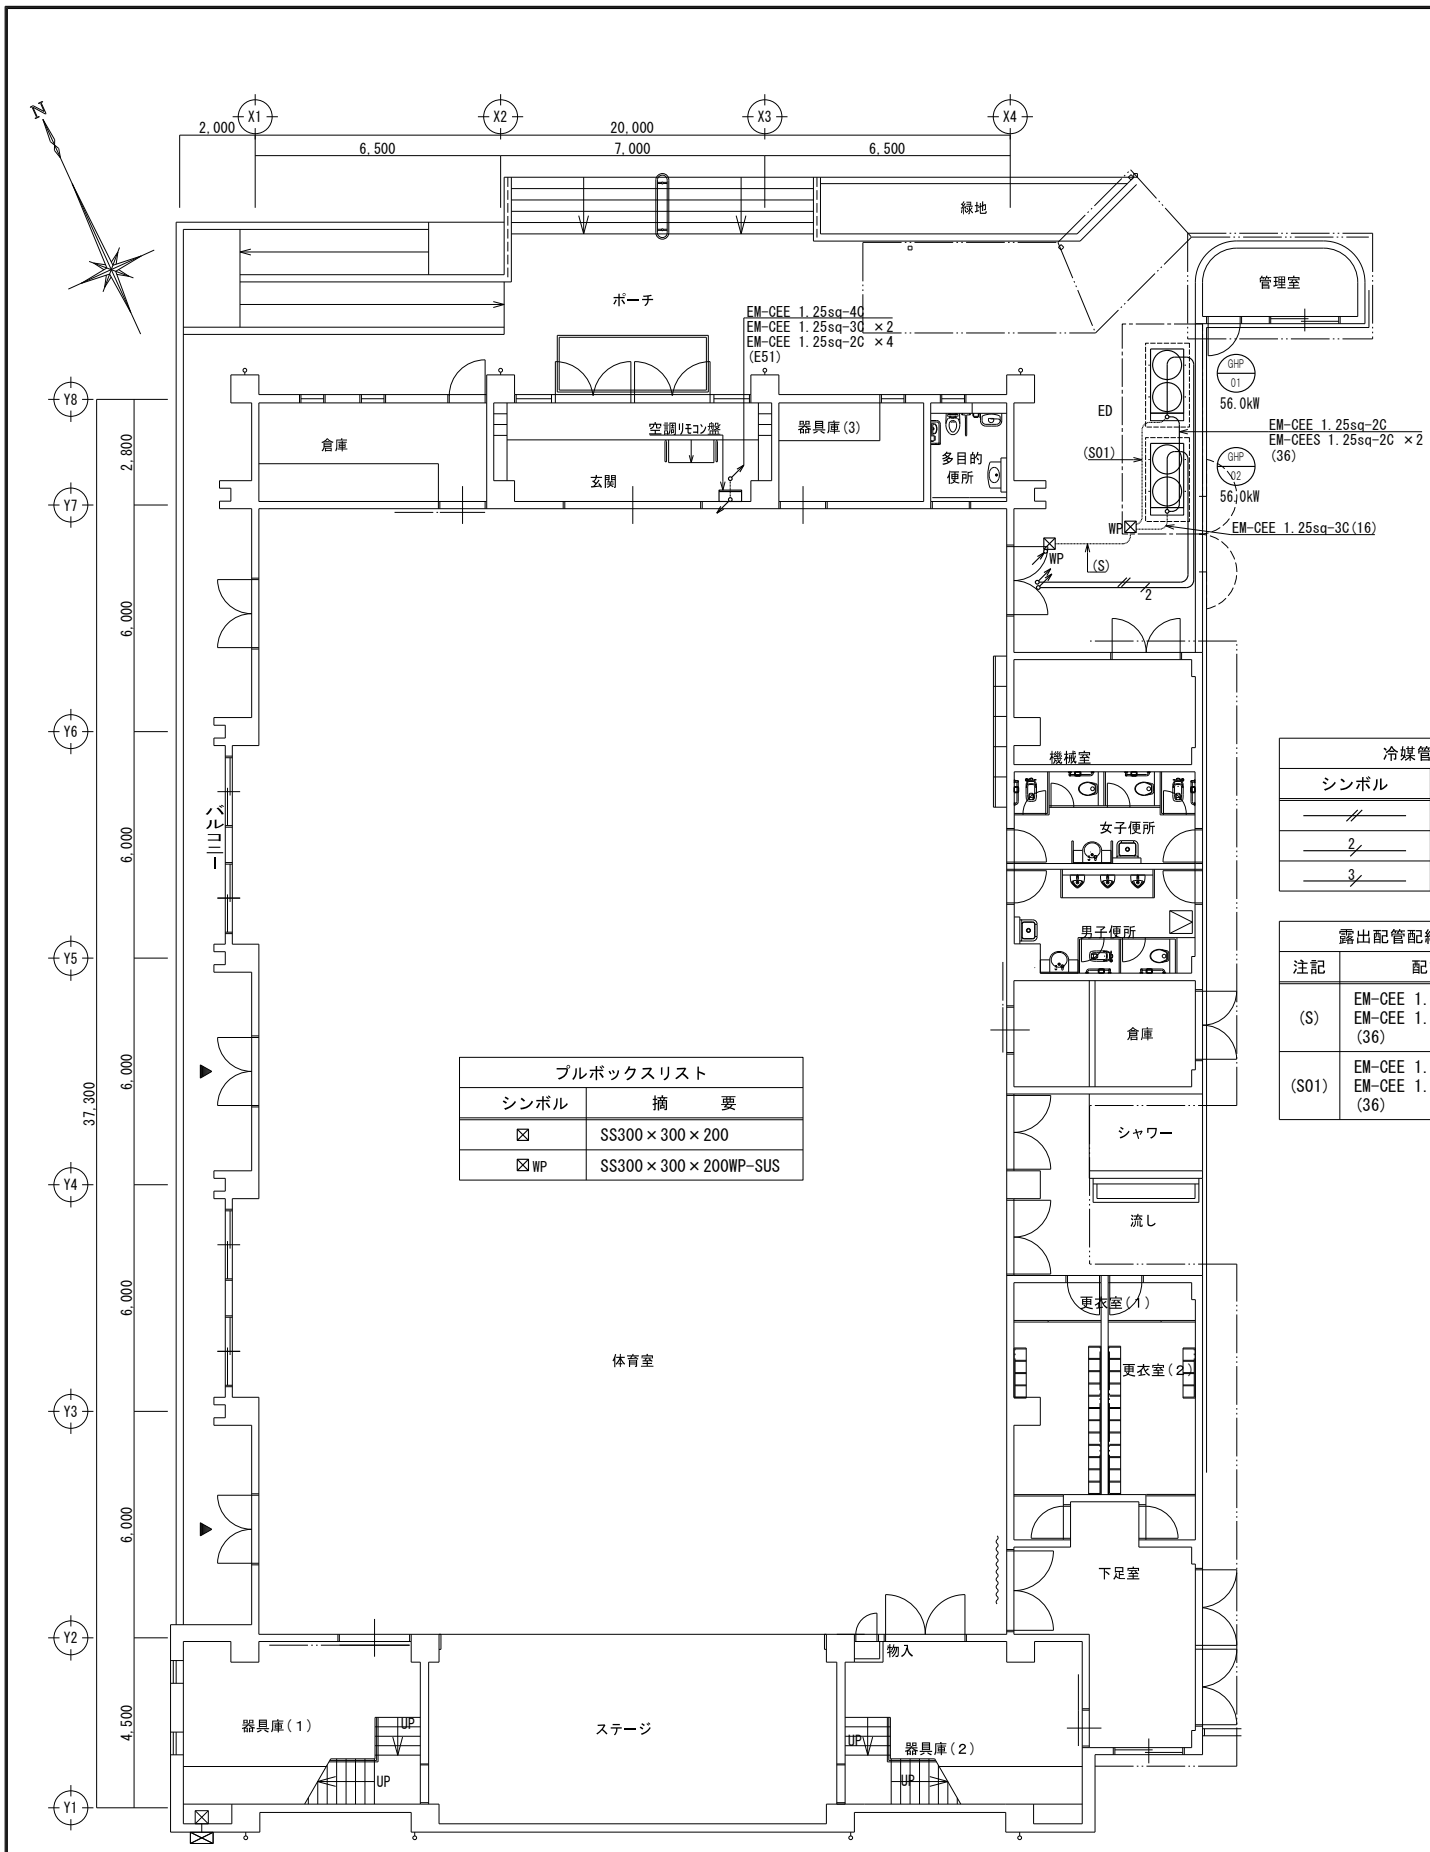 N
X1
X2
X3
X4
2,000
20,000
6,500
7,000
6,500
緑地
管理室
ポーチ
EM-CEE 1.25sq-4C
EM-CEE 1.25sq-3C ×2
EM-CEE 1.25sq-2C ×4
(E51)
GHP
01
56.0kW
Y8
ED
EM-CEE 1.25sq-2C
EM-CEES 1.25sq-2C ×2
(36)
空調リモコン盤
器具庫(3)
倉庫
2,800
(S01)
GHP
02
56.0kW
多目的
便所
玄関
Y7
WP
EM-CEE 1.25sq-3C(16)
WP
(S)
2
6,000
Y6
冷媒管
機械室
シンボル
バルコニー
女子便所
6,000
2
3
男子便所
露出配管配線
Y5
注記
配
EM-CEE 1.
(S)
EM-CEE 1.
(36)
倉庫
プルボックスリスト
6,000
EM-CEE 1.
(S01)
EM-CEE 1.
(36)
37,300
シンボル
摘 要
SS300×300×200
シャワー
WP
SS300×300×200WP-SUS
Y4
流し
6,000
更衣室(1)
体育室
更衣室(2)
Y3
6,000
下足室
Y2
物入
4,500
器具庫(1)
UP
ステージ
UP
器具庫(2)
UP
UP
Y1